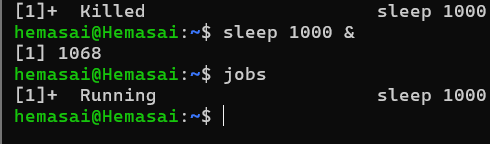 [1]+  Killed                     sleep 1000
hemasai@Hemasai:~$ sleep 1000 &
[1] 1068
hemasai@Hemasai:~$ jobs
[1]+  Running                    sleep 1000
hemasai@Hemasai:~$